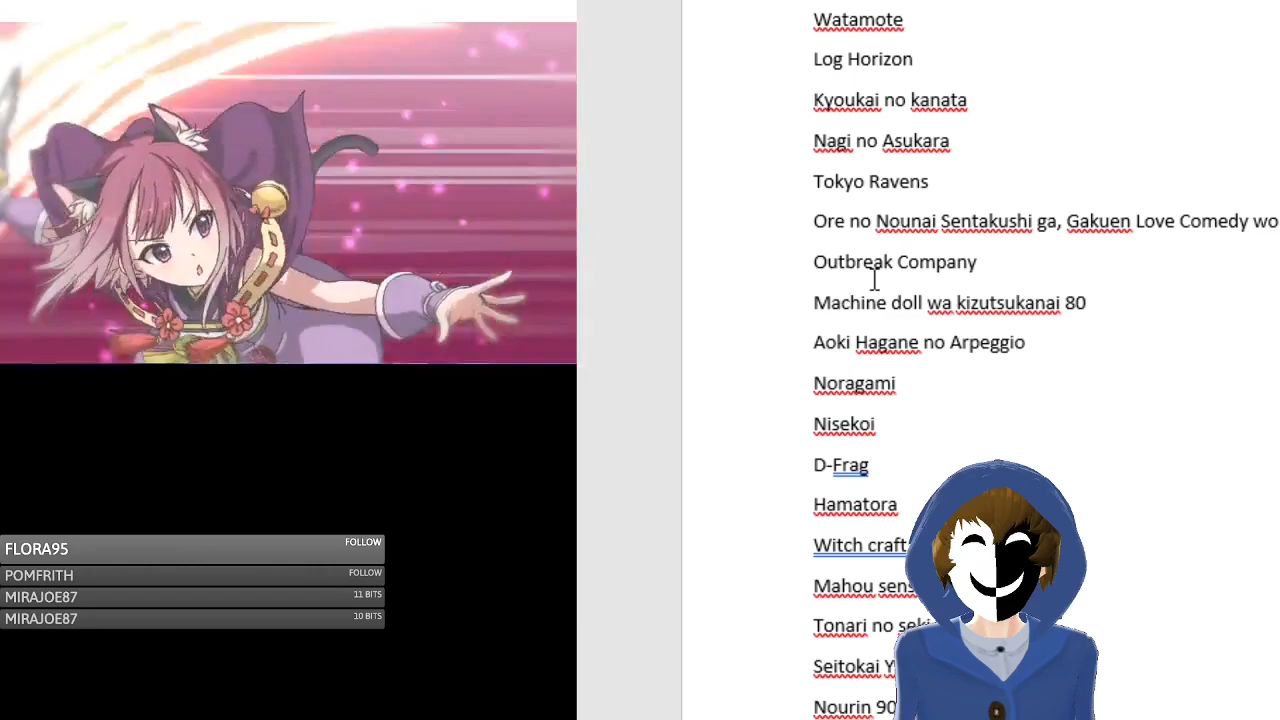 Watamote
Log Horizon
Kyoukai no kanata
Nagi no Asukara
Tokyo Ravens
Ore no Nounai Sentakushi ga, Gakuen Love Comedy wo
Outbreak Company
Machine doll wa kizutsukanai 80
Aoki Hagane no Arpeggio
Noragami
Nisekoi
D-Frag
Hamatora
Witch craft
Mahou sens
Tonari no seki
Seitokai Y
Nourin 90
FLORA95 FOLLOW
POMFRITH FOLLOW
MIRAJOE87 11 BITS
MIRAJOE87 10 BITS